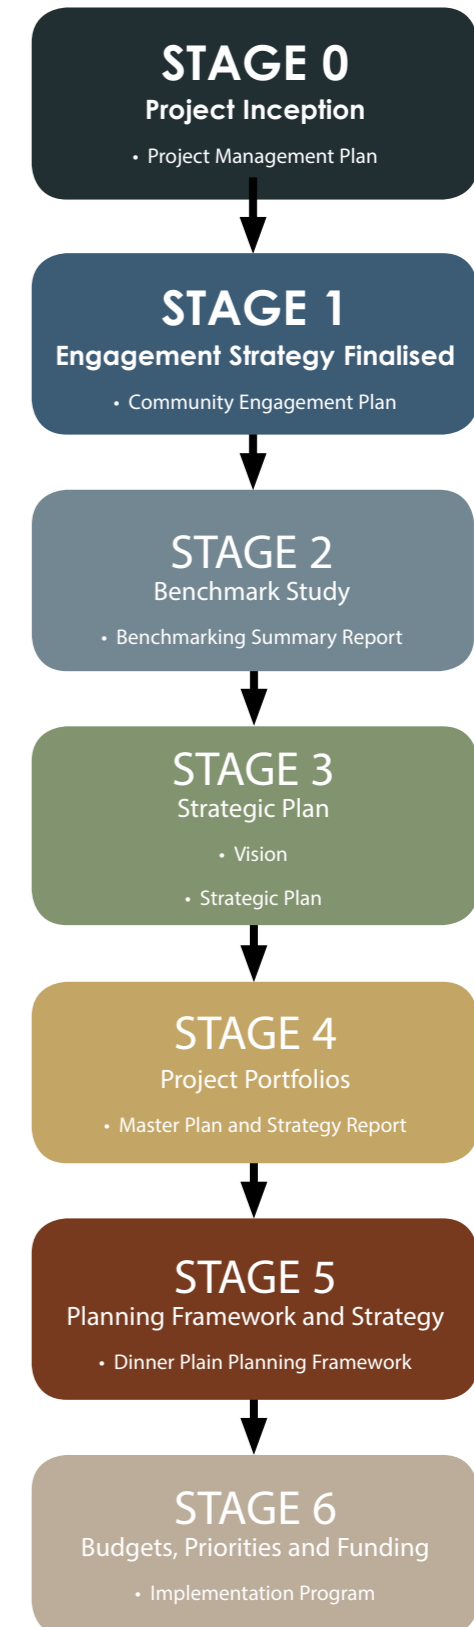 STAGE 0
Project Inception
• Project Management Plan
STAGE 1
Engagement Strategy Finalised
• Community Engagement Plan
STAGE 2
Benchmark Study
• Benchmarking Summary Report
STAGE 3
Strategic Plan
• Vision
• Strategic Plan
STAGE 4
Project Portfolios
• Master Plan and Strategy Report
STAGE 5
Planning Framework and Strategy
• Dinner Plain Planning Framework
STAGE 6
Budgets, Priorities and Funding
• Implementation Program